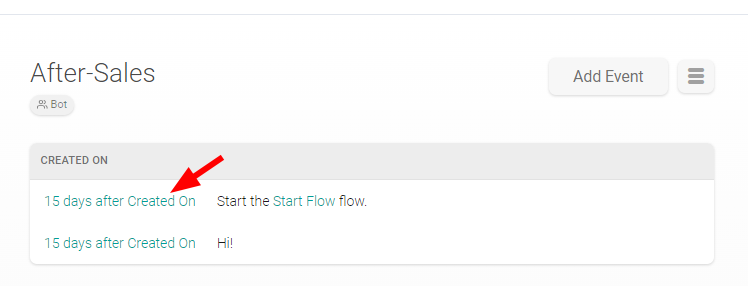 After-Sales
Add Event
Bot
CREATED ON
15 days after Created On Start the Start Flow flow.
15 days after Created On Hi!